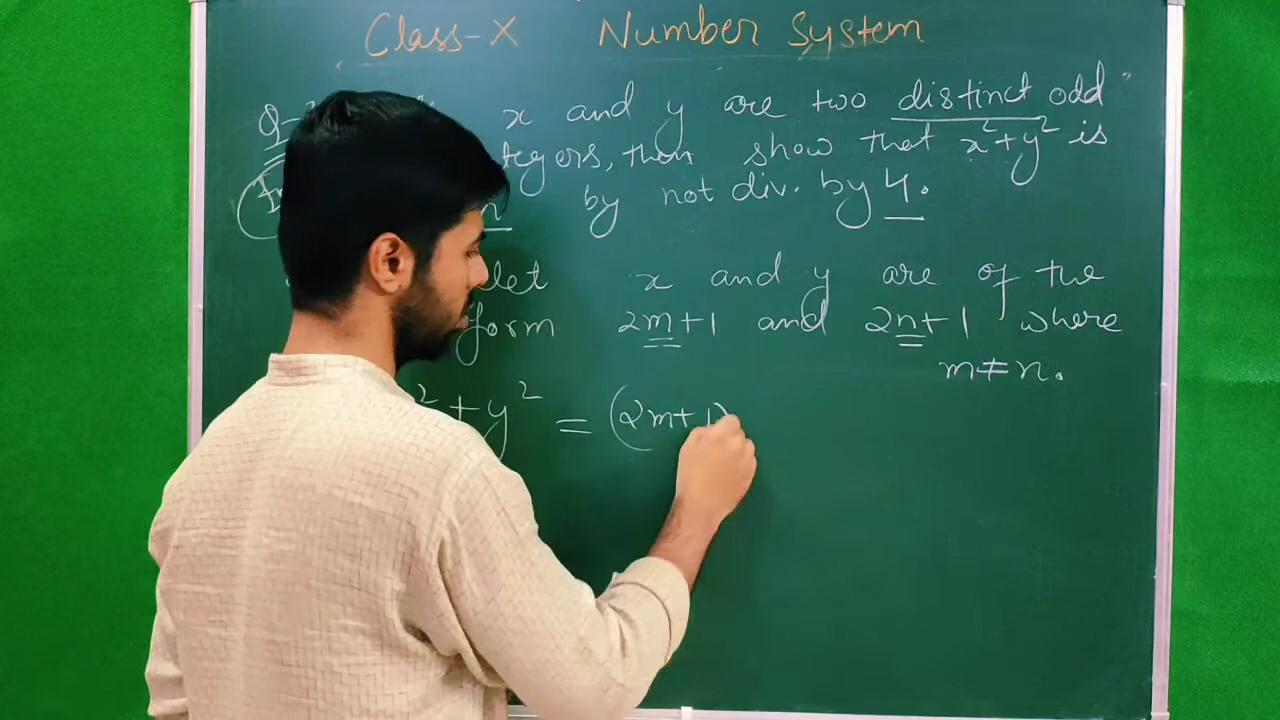 Class-X Number System
x and y are two distinct odd
tegers, then show that x²+y² is
by not div. by 4.
let x and y are of the
form 2m+1 and 2n+1 where
m≠n.
² + y² = (2m+1)